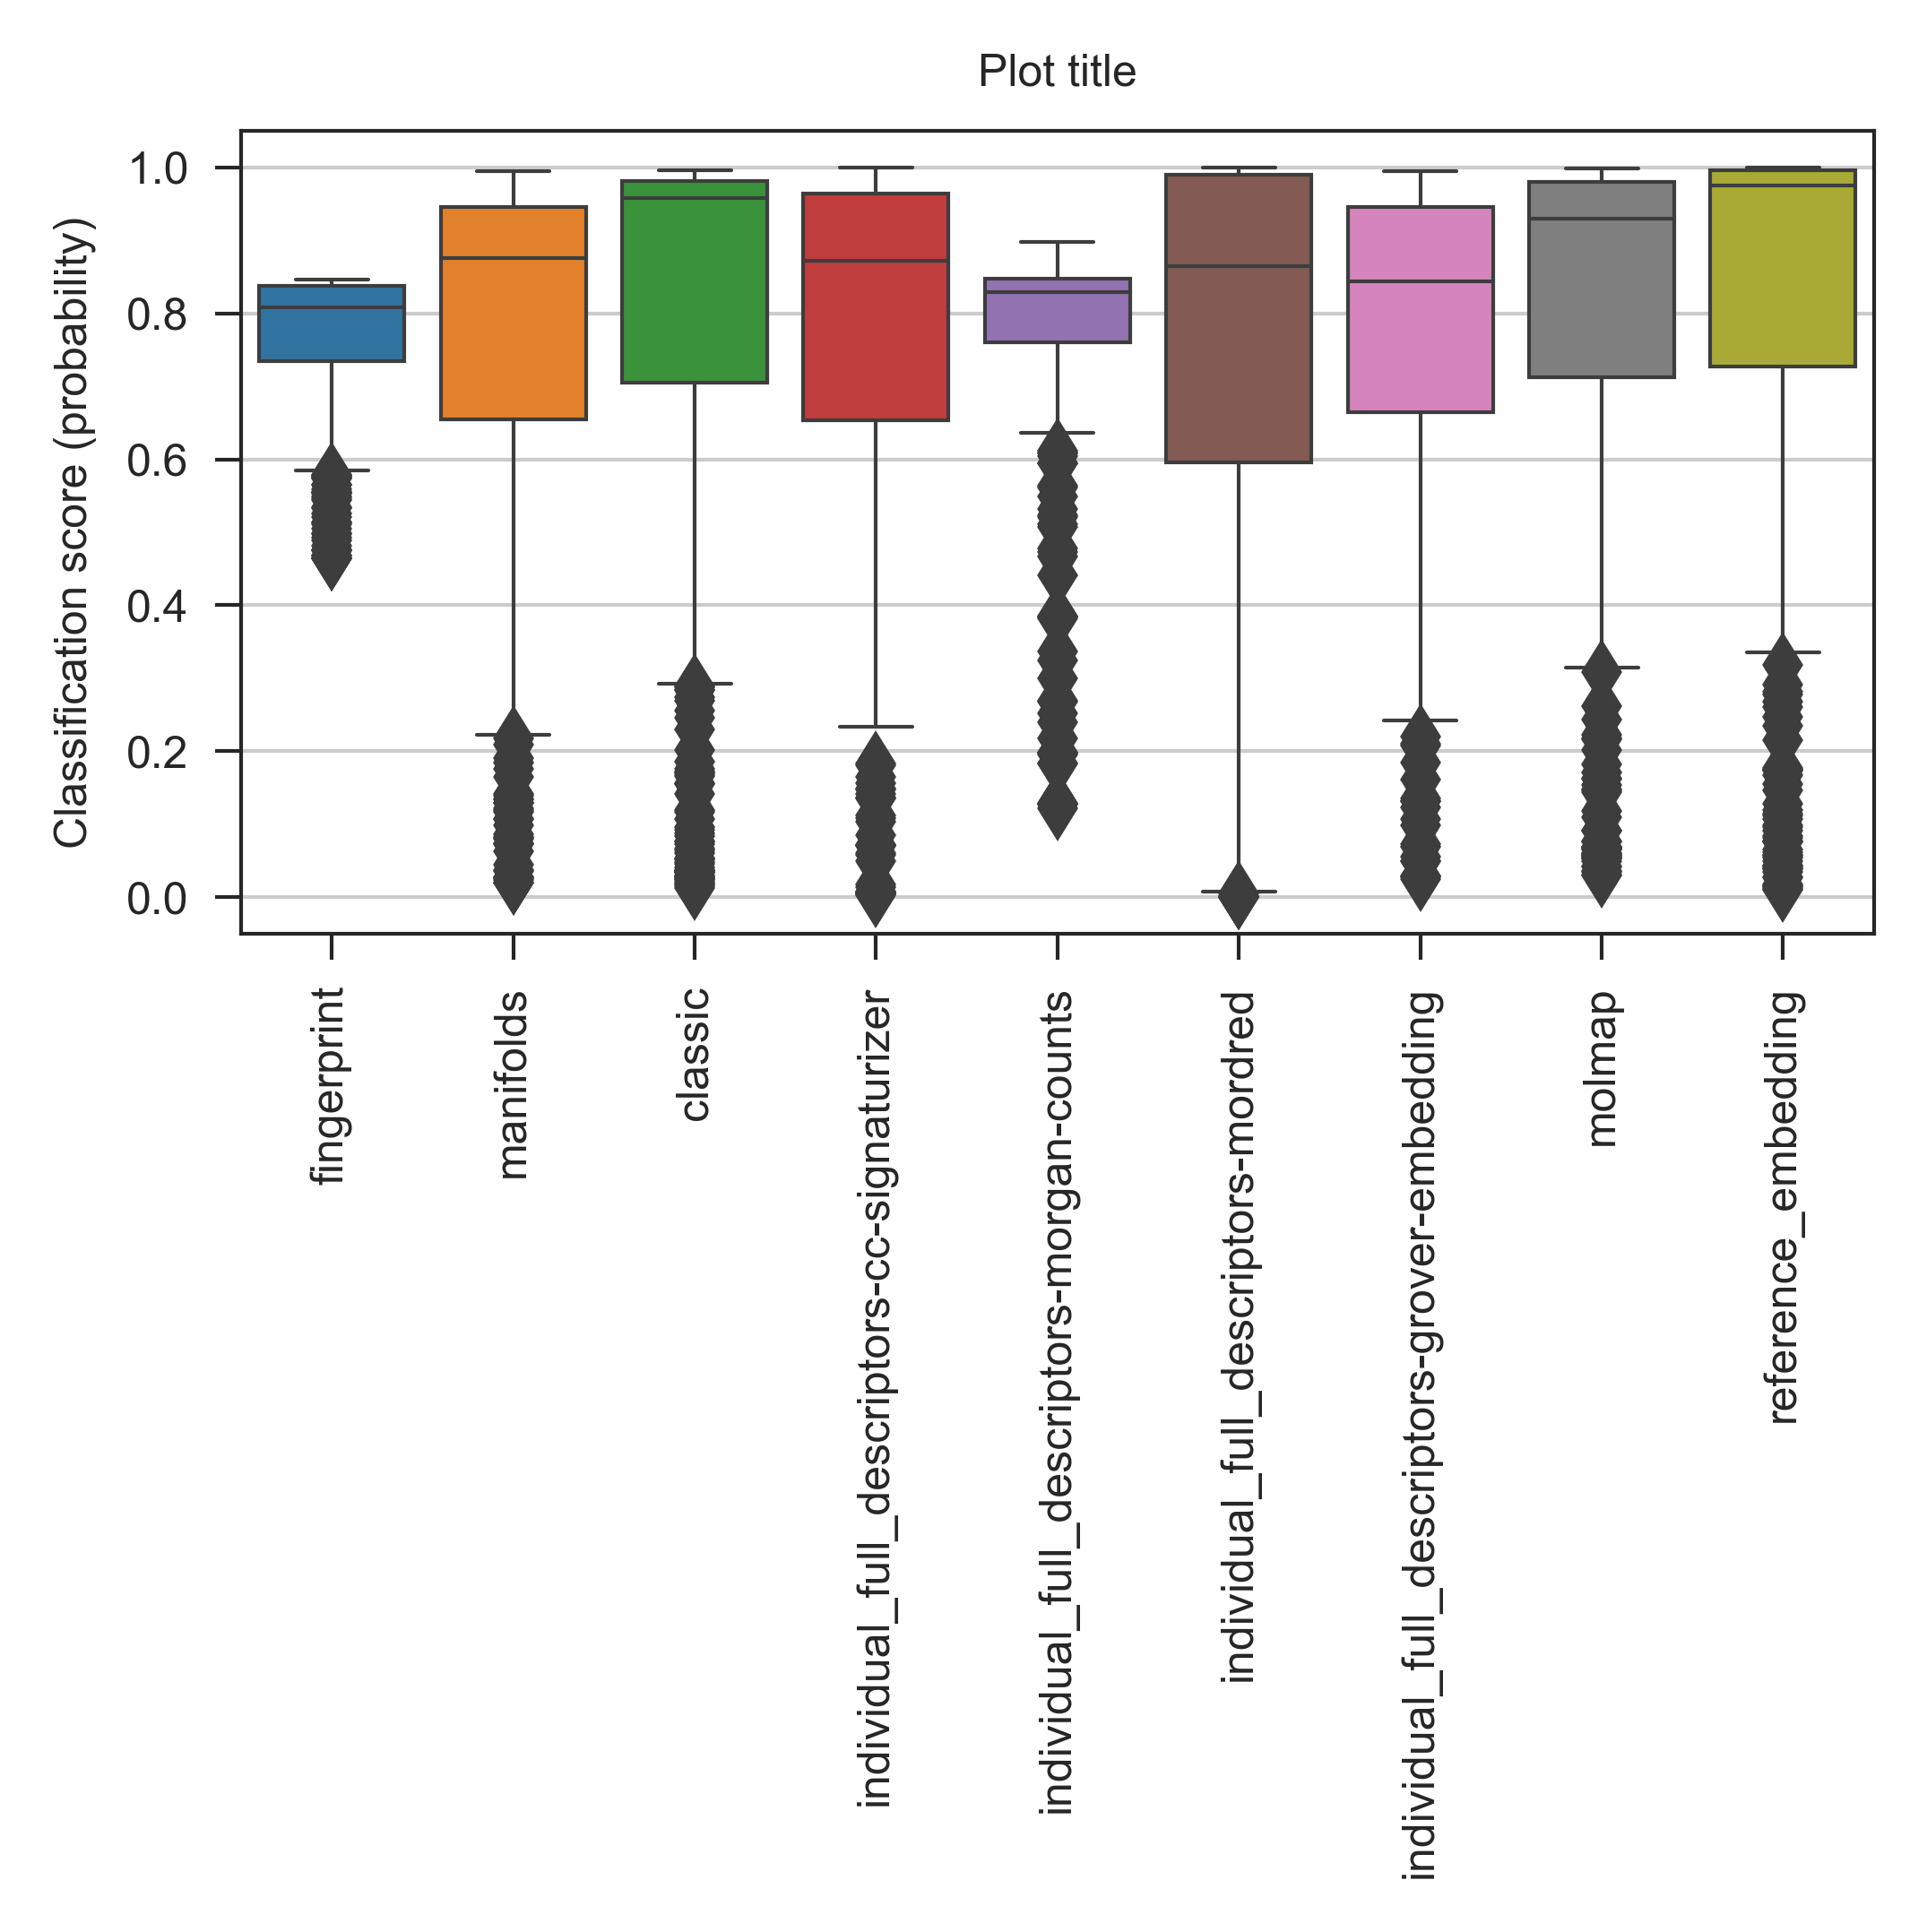 Plot title
Classification score (probability)
1.0
0.8
0.6
0.4
0.2
0.0
fingerprint
manifolds
classic
individual_full_descriptors-cc-signaturizer
individual_full_descriptors-morgan-counts
individual_full_descriptors-mordred
individual_full_descriptors-grover-embedding
molmap
reference_embedding